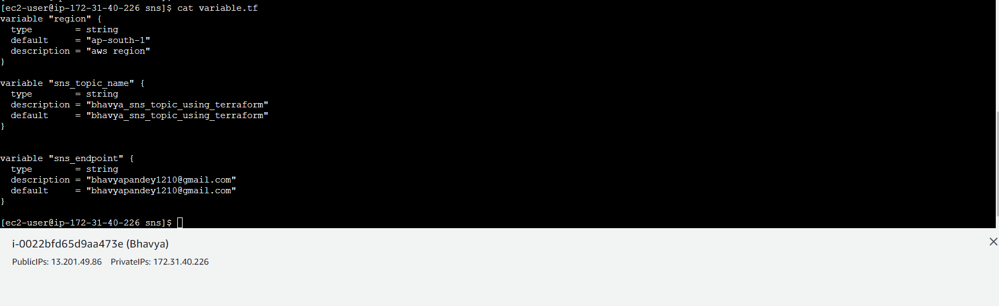 [ec2-user@ip-172-31-40-226 sns]$ cat variable.tf
variable "region" {
  type        = string
  default     = "ap-south-1"
  description = "aws region"
}
variable "sns_topic_name" {
  type        = string
  description = "bhavya_sns_topic_using_terraform"
  default     = "bhavya_sns_topic_using_terraform"
}
variable "sns_endpoint" {
  type        = string
  description = "bhavyapandey1210@gmail.com"
  default     = "bhavyapandey1210@gmail.com"
}
[ec2-user@ip-172-31-40-226 sns]$
i-0022bfd65d9aa473e (Bhavya)
PublicIPs: 13.201.49.86 PrivateIPs: 172.31.40.226